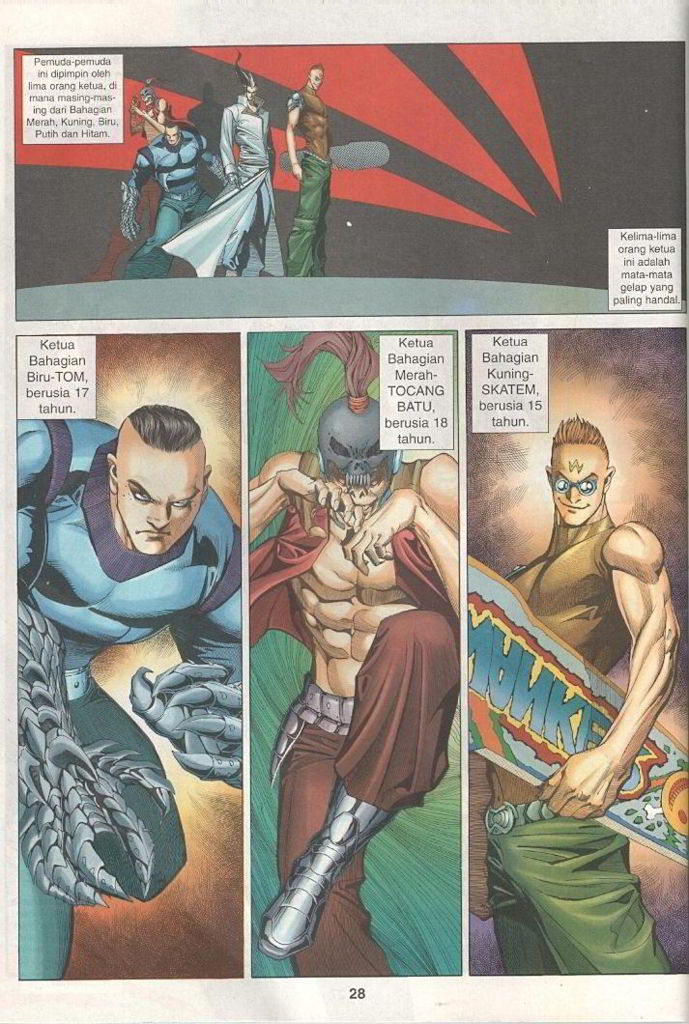 Pemuda-pemuda
ini dipimpin oleh
lima orang ketua, di
mana masing-mas-
ing dari Bahagian
Merah, Kuning, Biru,
Putih dan Hitam.
Kelima-lima
orang ketua
ini adalah
mata-mata
gelap yang
paling handal.
Ketua
Bahagian
Biru-TOM,
berusia 17
tahun.
Ketua
Bahagian
Merah-
TOCANG
BATU,
berusia 18
tahun.
Ketua
Bahagian
Kuning-
SKATEM,
berusia 15
tahun.
28